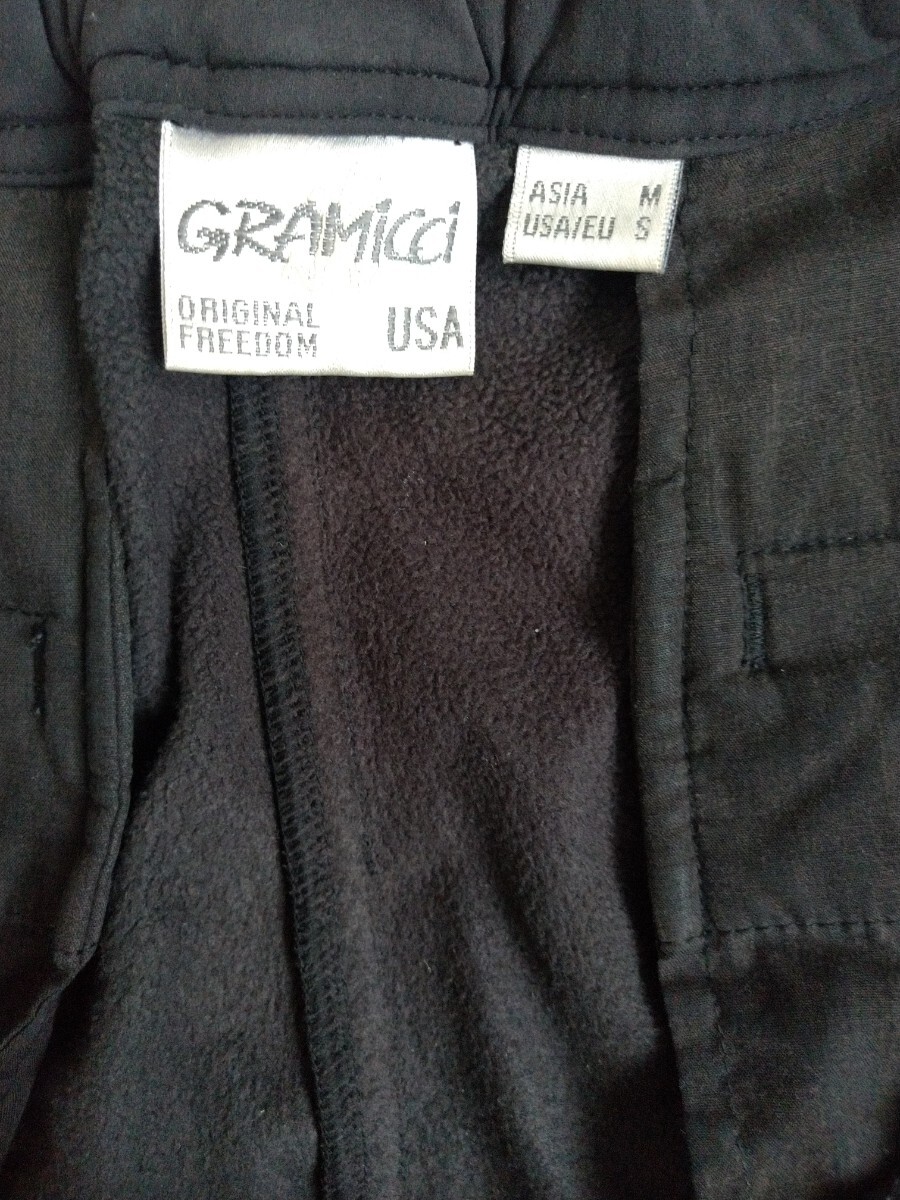 GRAMiCCi
ORIGINAL
FREEDOM
USA
ASIA M
USA/EU S